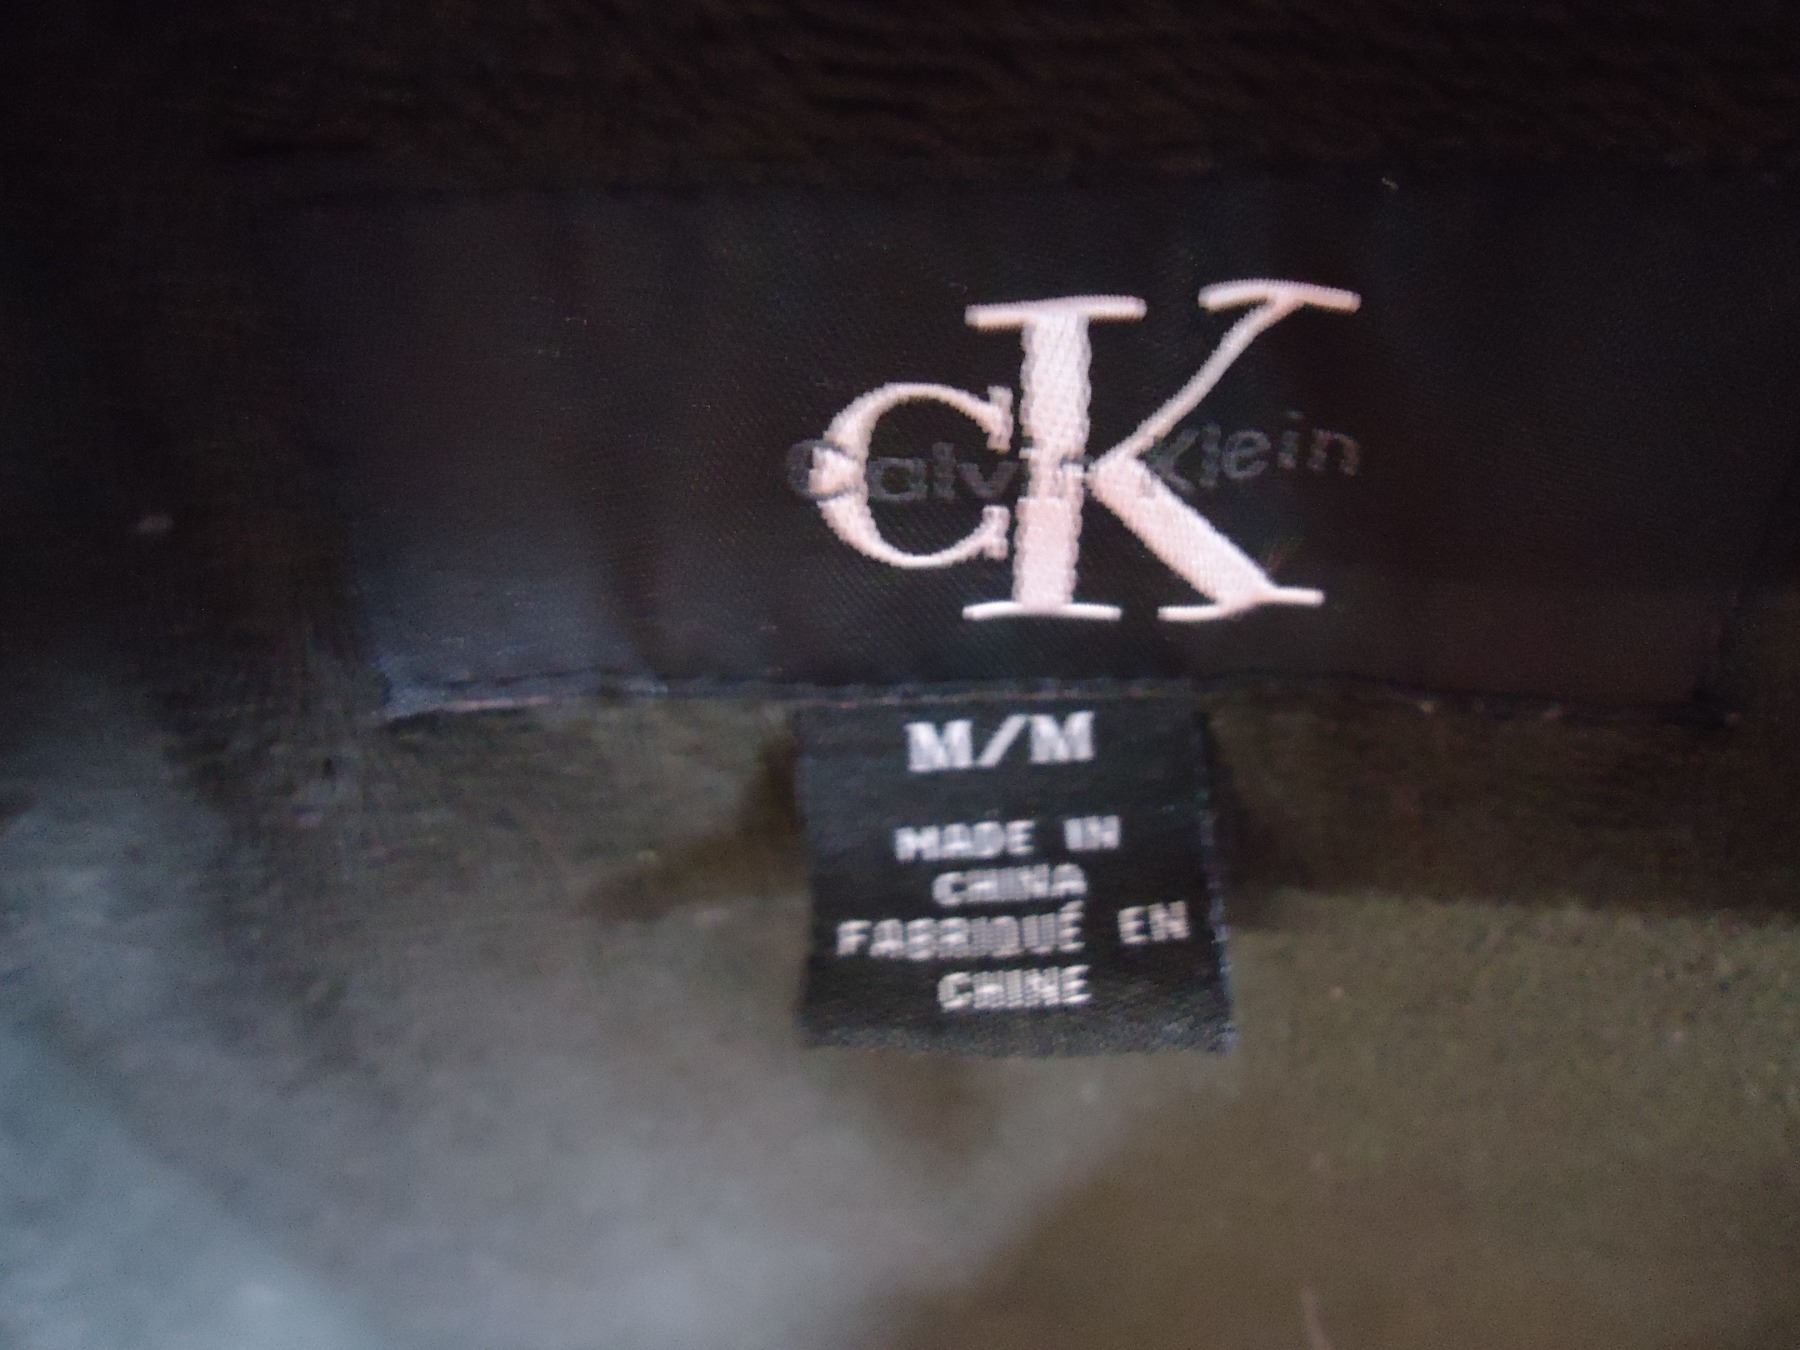 cK
Calvin Klein
M/M
MADE IN
CHINA
FABRIQUÉ EN
CHINE